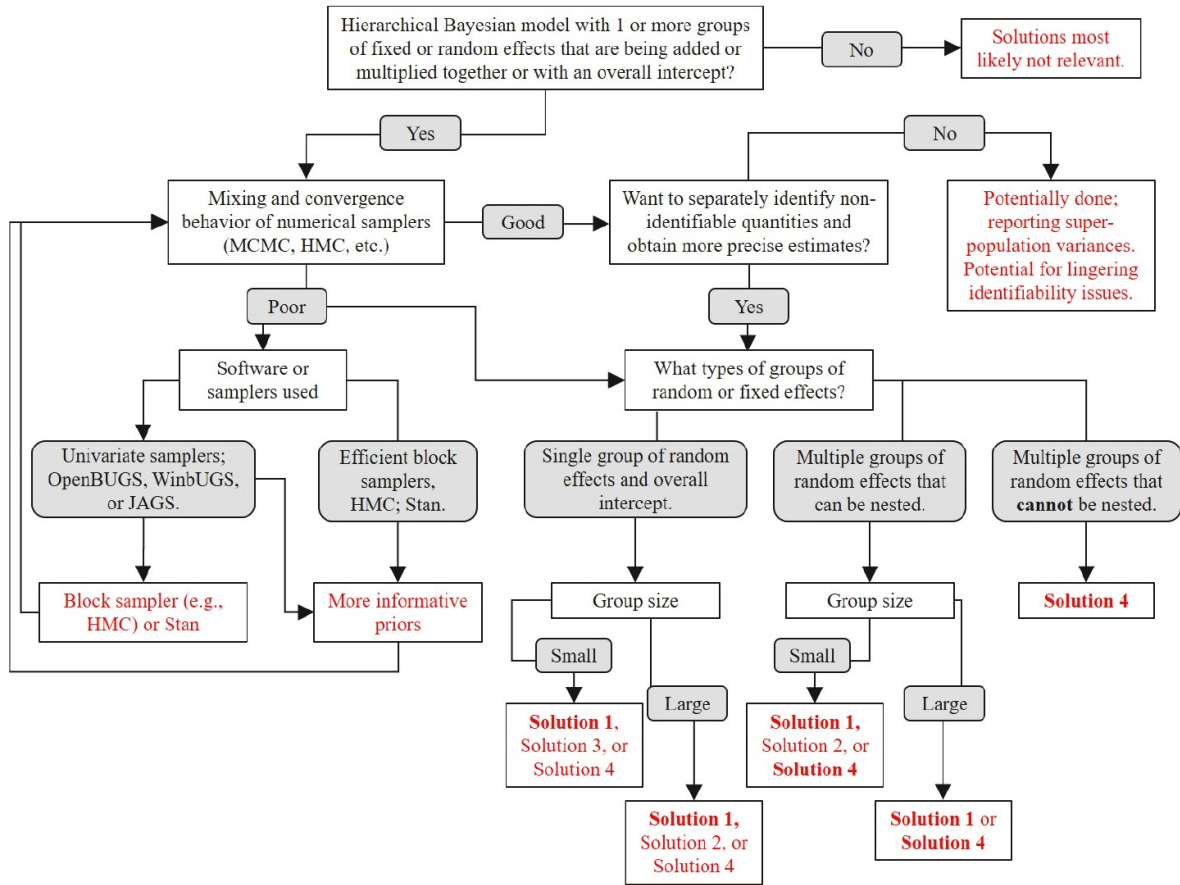 Hierarchical Bayesian model with 1 or more groups
of fixed or random effects that are being added or
multiplied together or with an overall intercept?
No
Solutions most
likely not relevant.
Yes
No
Mixing and convergence
behavior of numerical samplers
(MCMC, HMC, etc.)
Good
Want to separately identify non-
identifiable quantities and
obtain more precise estimates?
Potentially done;
reporting super-
population variances.
Potential for lingering
identifiability issues.
Poor
Yes
Software or
samplers used
What types of groups of
random or fixed effects?
Univariate samplers;
OpenBUGS, WinbUGS,
or JAGS.
Efficient block
samplers,
HMC; Stan.
Single group of random
effects and overall
intercept.
Multiple groups of
random effects that
can be nested.
Multiple groups of
random effects that
cannot be nested.
Block sampler (e.g.,
HMC) or Stan
More informative
priors
Group size
Group size
Solution 4
Small
Large
Small
Large
Solution 1,
Solution 3, or
Solution 4
Solution 1,
Solution 2, or
Solution 4
Solution 1,
Solution 2, or
Solution 4
Solution 1 or
Solution 4